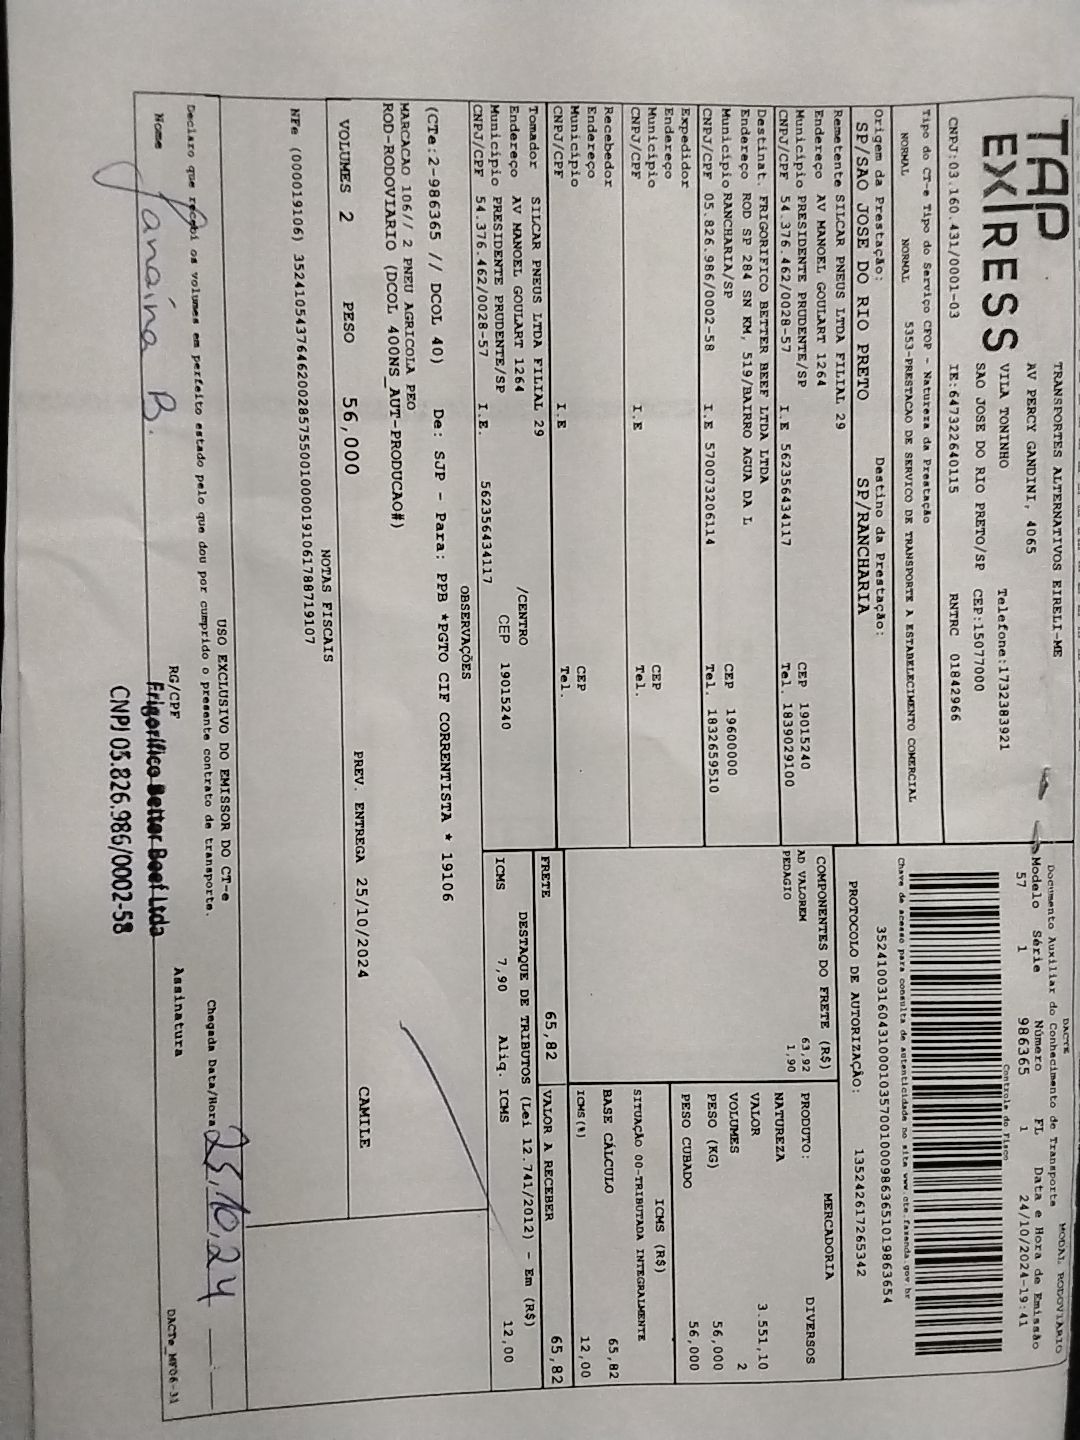 TAP
EXPRESS
TRANSPORTES ALTERNATIVOS EIRELI-ME
AV PERCY GANDINI, 4065
VILA TONINHO Telefone:1732383921
SAO JOSE DO RIO PRETO/SP CEP:15077000
CNPJ:03.160.431/0001-03 IE:647322640115 RNTRC 01842966
DACTE MODAL RODOVIARIO
Documento Auxiliar do Conhecimento de Transporte
Modelo Série Número FL Data e Hora de Emissão
57 1 986365 1 24/10/2024-19:41
Controle do Fisco
Chave de acesso para consulta de autenticidade no site www.cte.fazenda.gov.br
35241003160431000103570010009863651019863654
PROTOCOLO DE AUTORIZAÇÃO: 135242617265342
Tipo do CT-e Tipo do Serviço CFOP - Natureza da Prestação
NORMAL NORMAL 5353-PRESTACAO DE SERVICO DE TRANSPORTE A ESTABELECIMENTO COMERCIAL
Origem da Prestação: Destino da Prestação:
SP/SAO JOSE DO RIO PRETO SP/RANCHARIA
Remetente SILCAR PNEUS LTDA FILIAL 29
Endereço AV MANOEL GOULART 1264
Município PRESIDENTE PRUDENTE/SP CEP 19015240
CNPJ/CPF 54.376.462/0028-57 I.E 562356434117 Tel. 1839029100
Destinat. FRIGORIFICO BETTER BEEF LTDA LTDA
Endereço ROD SP 284 SN KM, 519/BAIRRO AGUA DA L
Município RANCHARIA/SP CEP 19600000
CNPJ/CPF 05.826.986/0002-58 I.E 570073206114 Tel. 1832659510
Expedidor
Endereço
Município CEP
CNPJ/CPF I.E Tel.
Recebedor
Endereço
Município CEP
CNPJ/CPF I.E Tel.
Tomador SILCAR PNEUS LTDA FILIAL 29
Endereço AV MANOEL GOULART 1264 /CENTRO
Município PRESIDENTE PRUDENTE/SP CEP 19015240
CNPJ/CPF 54.376.462/0028-57 I.E. 562356434117
COMPONENTES DO FRETE (R$)
AD VALOREM 63,92
PEDAGIO 1,90
MERCADORIA
PRODUTO: DIVERSOS
NATUREZA
VALOR 3.551,10
VOLUMES 2
PESO (KG) 56,000
PESO CUBADO 56,000
ICMS (R$)
SITUAÇÃO 00-TRIBUTADA INTEGRALMENTE
BASE CÁLCULO 65,82
ICMS(%) 12,00
FRETE 65,82 VALOR A RECEBER 65,82
DESTAQUE DE TRIBUTOS (Lei 12.741/2012) - Em (R$)
ICMS 7,90 Aliq. ICMS 12,00
OBSERVAÇÕES
(CTe:2-986365 // DCOL 40) De: SJP - Para: PPB *PGTO CIF CORRENTISTA * 19106
MARCACAO 106// 2 PNEU AGRICOLA PEO
ROD-RODOVIARIO (DCOL 400NS_AUT-PRODUCAO#)
VOLUMES 2 PESO 56,000 PREV. ENTREGA 25/10/2024 CAMILE
NOTAS FISCAIS
NFe (000019106) 35241054376462002857550010000191061788719107
USO EXCLUSIVO DO EMISSOR DO CT-e
Declaro que recebi os volumes em perfeito estado pelo que dou por cumprido o presente contrato de transporte. Chegada Data/Hora 25,10,24
Nome Janaína B. RG/CPF Assinatura
Frigorífico Better Beef Ltda
CNPJ 05.826.986/0002-58
DACTe_MF06-31